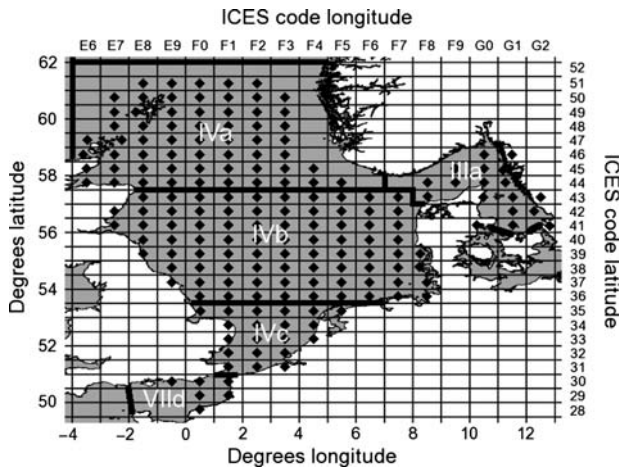 ICES code longitude
E6 E7 E8 E9 F0 F1 F2 F3 F4 F5 F6 F7 F8 F9 G0 G1 G2
62
60
58
56
54
52
50
Degrees latitude
52
51
50
49
48
47
46
45
44
43
42
41
40
39
38
37
36
35
34
33
32
31
30
29
28
ICES code latitude
IVa
IIIa
IVb
IVc
VIId
−4 −2 0 2 4 6 8 10 12
Degrees longitude